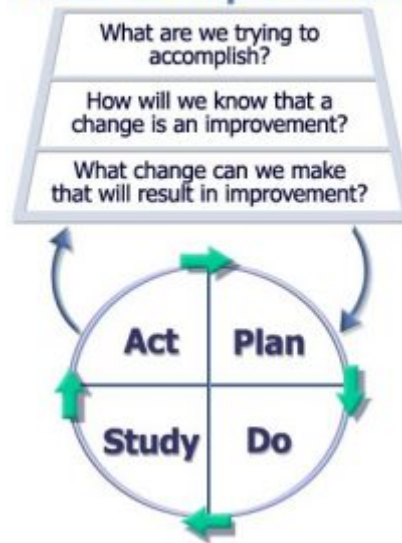 What are we trying to
accomplish?
How will we know that a
change is an improvement?
What change can we make
that will result in improvement?
Act
Plan
Study
Do